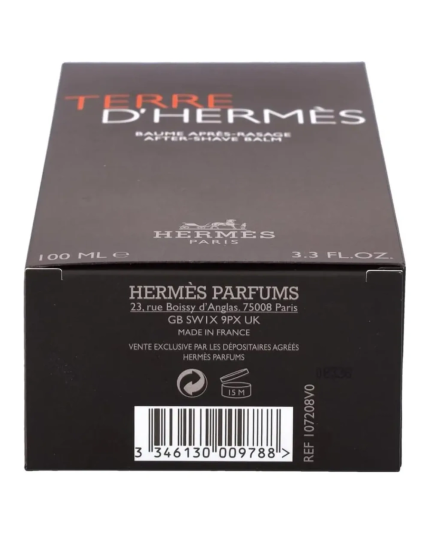 TERRE
D'HERMÈS
BAUME APRÈS-RASAGE
AFTER-SHAVE BALM
HERMÈS
PARIS
100 ML ℮ 3.3 FL.OZ.
HERMÈS PARFUMS
23, rue Boissy d'Anglas. 75008 Paris
GB SW1X 9PX UK
MADE IN FRANCE
VENTE EXCLUSIVE PAR LES DÉPOSITAIRES AGRÉÉS
HERMÈS PARFUMS
15 M
3 346130 009788 >
REF 107208V0